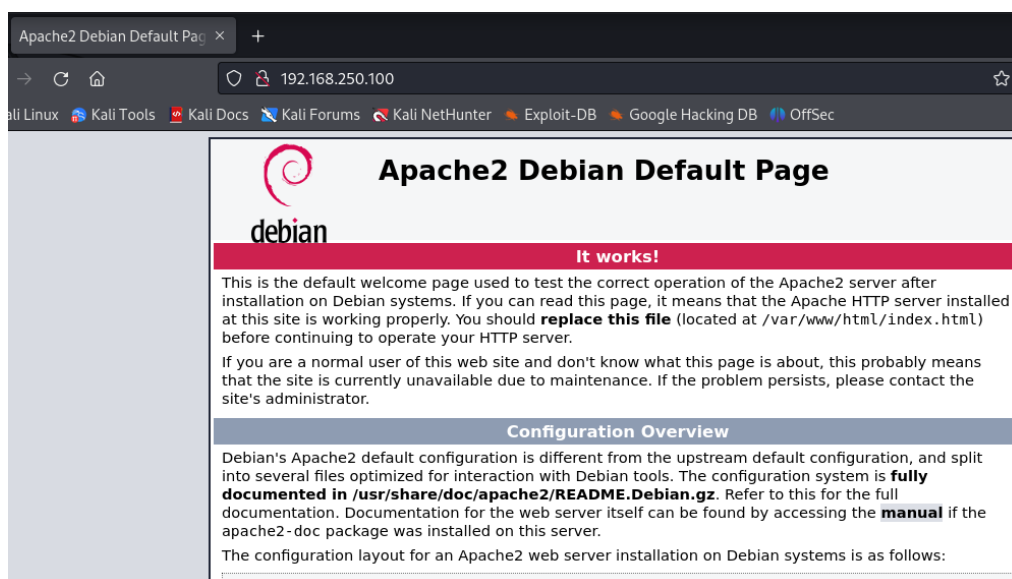 Apache2 Debian Default Pag
192.168.250.100
ali Linux Kali Tools Kali Docs Kali Forums Kali NetHunter Exploit-DB Google Hacking DB OffSec
Apache2 Debian Default Page
debian
It works!
This is the default welcome page used to test the correct operation of the Apache2 server after
installation on Debian systems. If you can read this page, it means that the Apache HTTP server installed
at this site is working properly. You should replace this file (located at /var/www/html/index.html)
before continuing to operate your HTTP server.
If you are a normal user of this web site and don't know what this page is about, this probably means
that the site is currently unavailable due to maintenance. If the problem persists, please contact the
site's administrator.
Configuration Overview
Debian's Apache2 default configuration is different from the upstream default configuration, and split
into several files optimized for interaction with Debian tools. The configuration system is fully
documented in /usr/share/doc/apache2/README.Debian.gz. Refer to this for the full
documentation. Documentation for the web server itself can be found by accessing the manual if the
apache2-doc package was installed on this server.
The configuration layout for an Apache2 web server installation on Debian systems is as follows: